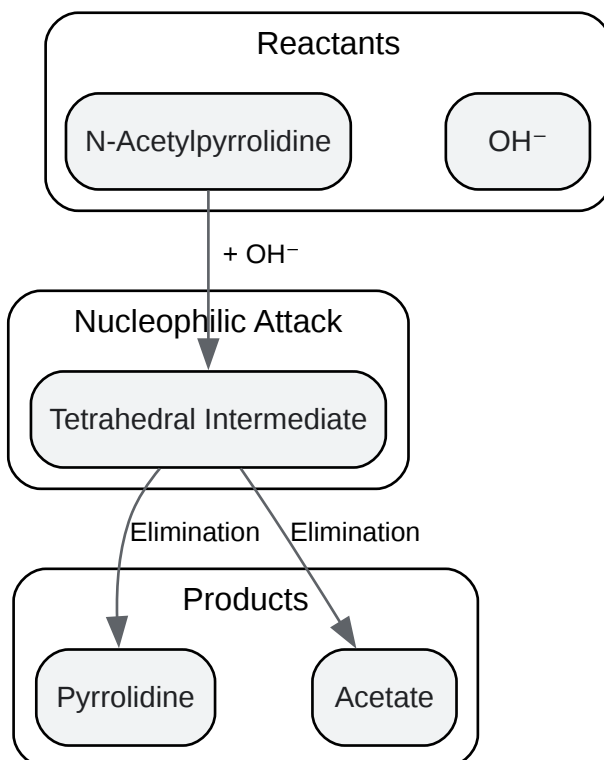 Reactants
N-Acetylpyrrolidine
OH⁻
+ OH⁻
Nucleophilic Attack
Tetrahedral Intermediate
Elimination
Elimination
Products
Pyrrolidine
Acetate